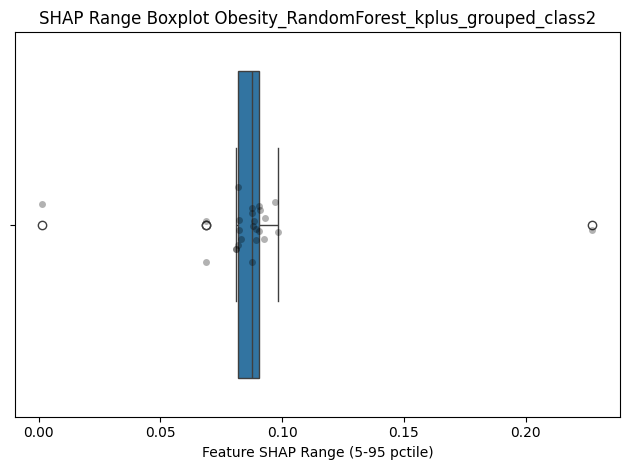 SHAP Range Boxplot Obesity_RandomForest_kplus_grouped_class2
0.00 0.05 0.10 0.15 0.20
Feature SHAP Range (5-95 pctile)